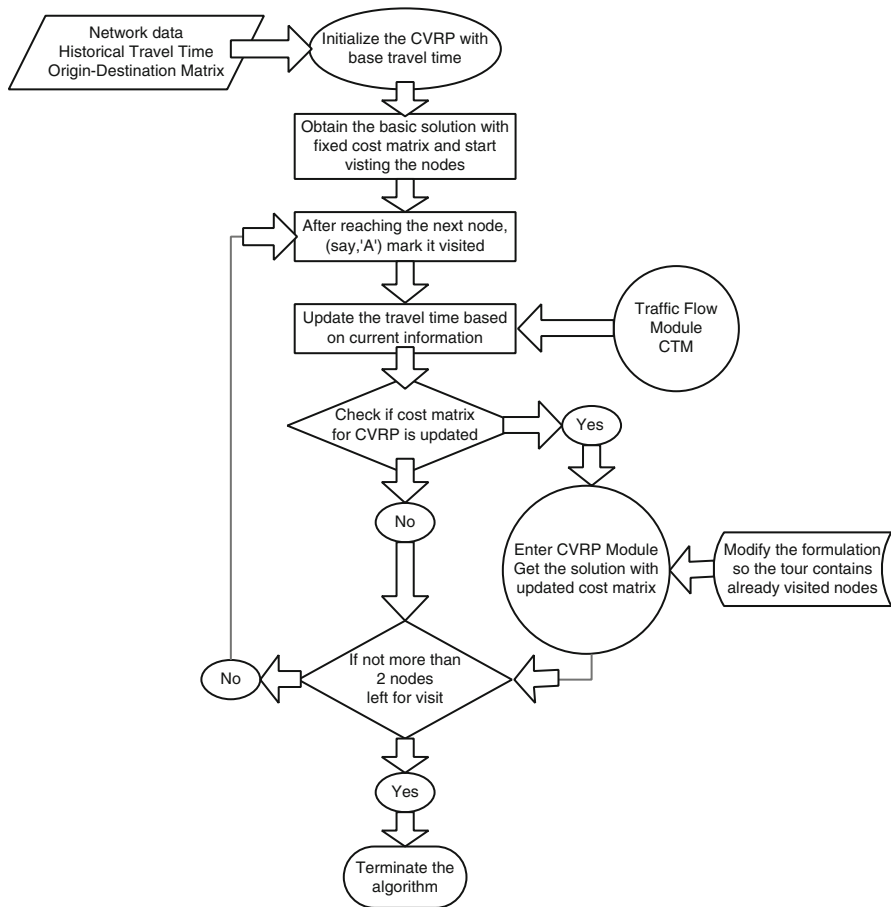 Network data
Historical Travel Time
Origin-Destination Matrix
Initialize the CVRP with
base travel time
Obtain the basic solution with
fixed cost matrix and start
visting the nodes
After reaching the next node,
(say,'A') mark it visited
Update the travel time based
on current information
Traffic Flow
Module
CTM
Check if cost matrix
for CVRP is updated
Yes
No
Enter CVRP Module
Get the solution with
updated cost matrix
Modify the formulation
so the tour contains
already visited nodes
If not more than
2 nodes
left for visit
No
Yes
Terminate the
algorithm